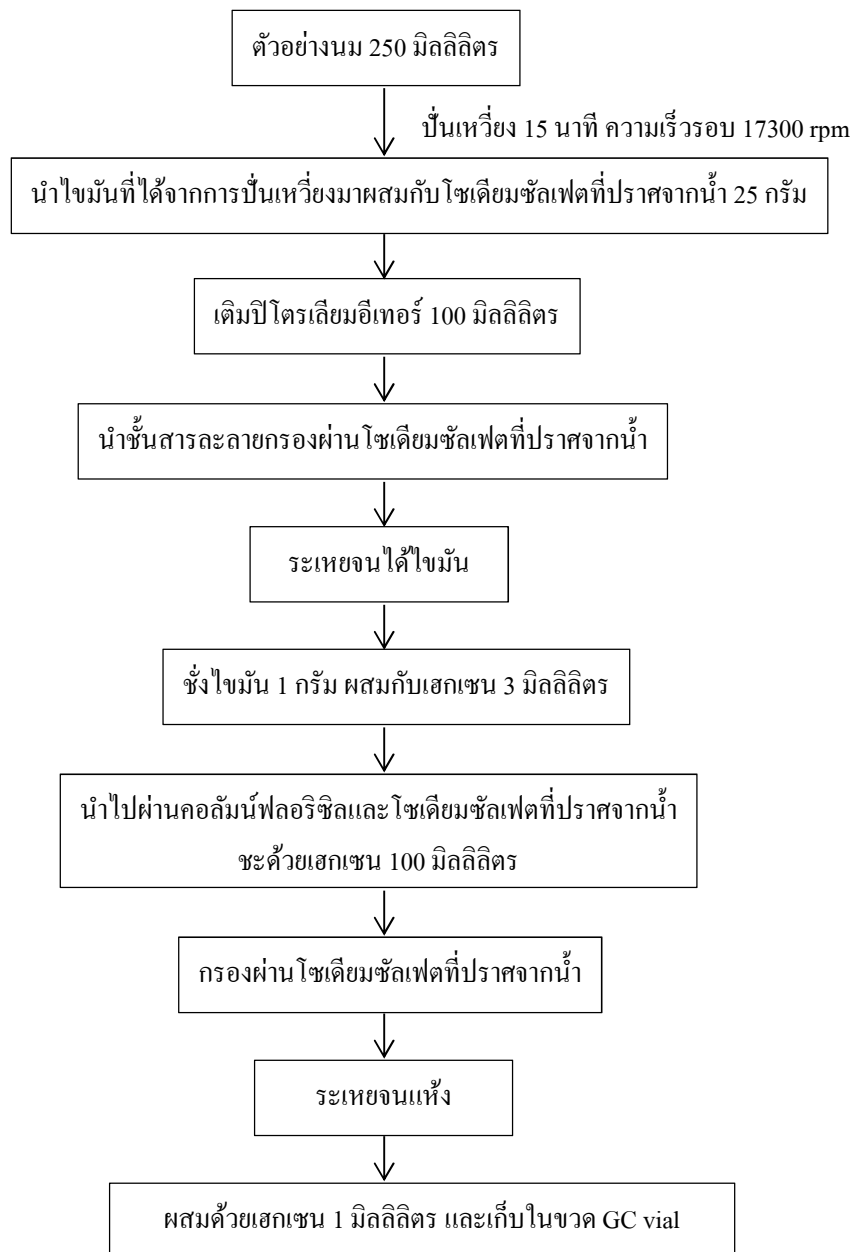 ตัวอย่างนม 250 มิลลิลิตร
ปั่นเหวี่ยง 15 นาที ความเร็วรอบ 17300 rpm
นำไขมันที่ได้จากการปั่นเหวี่ยงมาผสมกับโซเดียมซัลเฟตที่ปราศจากน้ำ 25 กรัม
เติมปิโตรเลียมอีเทอร์ 100 มิลลิลิตร
นำชั้นสารละลายกรองผ่านโซเดียมซัลเฟตที่ปราศจากน้ำ
ระเหยจนได้ไขมัน
ชั่งไขมัน 1 กรัม ผสมกับเฮกเซน 3 มิลลิลิตร
นำไปผ่านคอลัมน์ฟลอริซิลและโซเดียมซัลเฟตที่ปราศจากน้ำ
ชะด้วยเฮกเซน 100 มิลลิลิตร
กรองผ่านโซเดียมซัลเฟตที่ปราศจากน้ำ
ระเหยจนแห้ง
ผสมด้วยเฮกเซน 1 มิลลิลิตร และเก็บในขวด GC vial